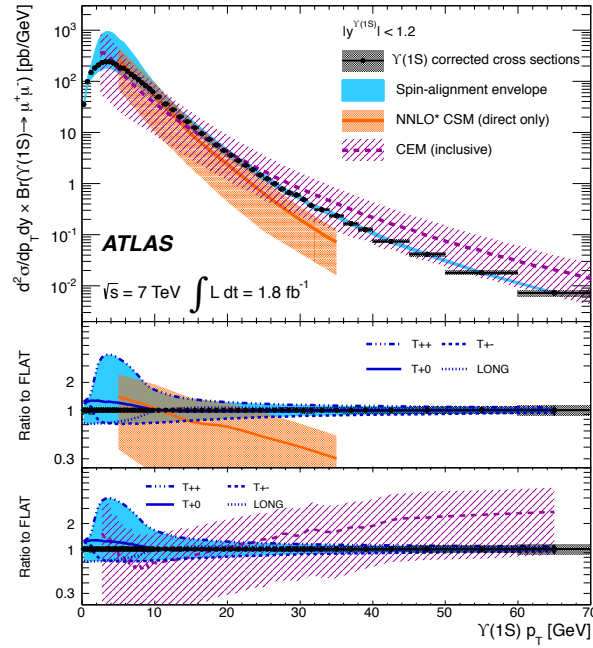 |y^Υ(1S)| < 1.2
Υ(1S) corrected cross sections
Spin-alignment envelope
NNLO* CSM (direct only)
CEM (inclusive)
d²σ/dp_T dy × Br(Υ(1S)→ μ⁺μ⁻) [pb/GeV]
10³
10²
10
1
10⁻¹
10⁻²
ATLAS
√s = 7 TeV ∫ L dt = 1.8 fb⁻¹
Ratio to FLAT
2
1
0.3
T++
T+-
T+0
LONG
Ratio to FLAT
2
1
0.3
T++
T+-
T+0
LONG
0 10 20 30 40 50 60 70
Υ(1S) p_T [GeV]